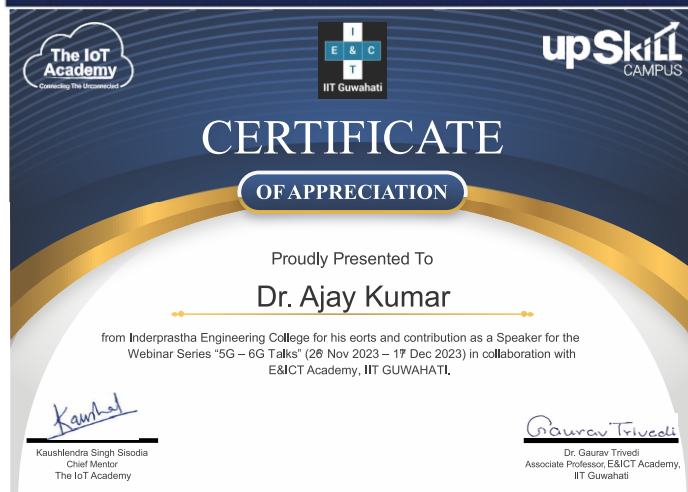 The IoT
Academy
Connecting The Unconnected
I
E & C
T
IIT Guwahati
upSkill
CAMPUS
CERTIFICATE
OF APPRECIATION
Proudly Presented To
Dr. Ajay Kumar
from Inderprastha Engineering College for his eorts and contribution as a Speaker for the
Webinar Series “5G – 6G Talks” (26 Nov 2023 – 17 Dec 2023) in collaboration with
E&ICT Academy, IIT GUWAHATI.
Kaushal
Gaurav Trivedi
Kaushlendra Singh Sisodia
Chief Mentor
The IoT Academy
Dr. Gaurav Trivedi
Associate Professor, E&ICT Academy,
IIT Guwahati